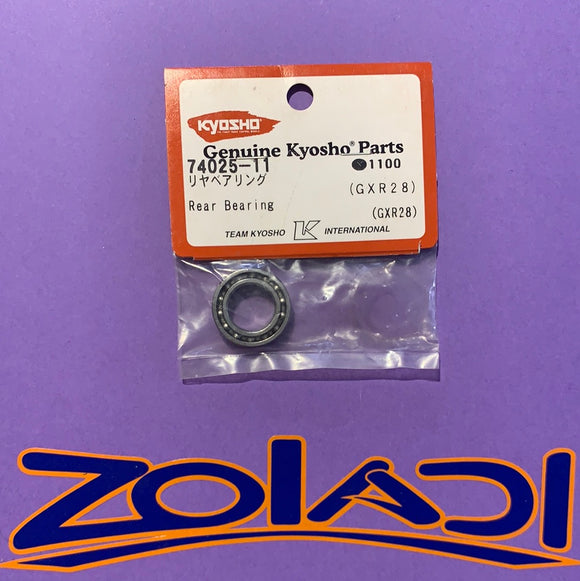 KYOSHO
Genuine Kyosho® Parts
74025-11 ●1100
リヤベアリング (GXR28)
Rear Bearing (GXR28)
TEAM KYOSHO K INTERNATIONAL
ZOIADI